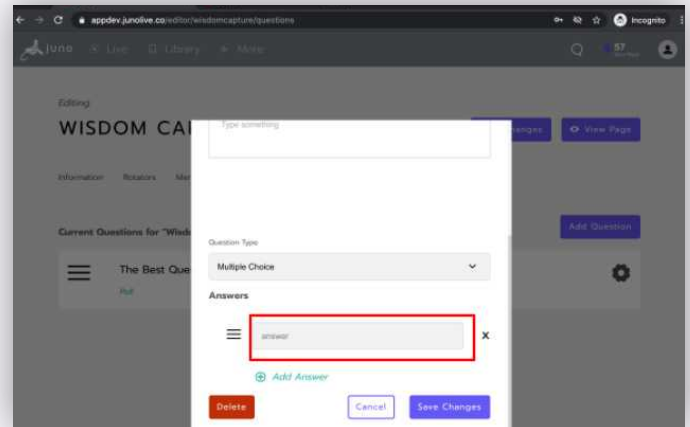 appdev.junolive.co/editor/wisdomcapture/questions
Incognito
juno Live Library More
57
Editing:
WISDOM CA
Type something
anges
View Page
Information Rotators
Current Questions for "Wisd
Add Question
Question Type
The Best Que
Multiple Choice
Poll
Answers
answer
x
Add Answer
Delete
Cancel
Save Changes